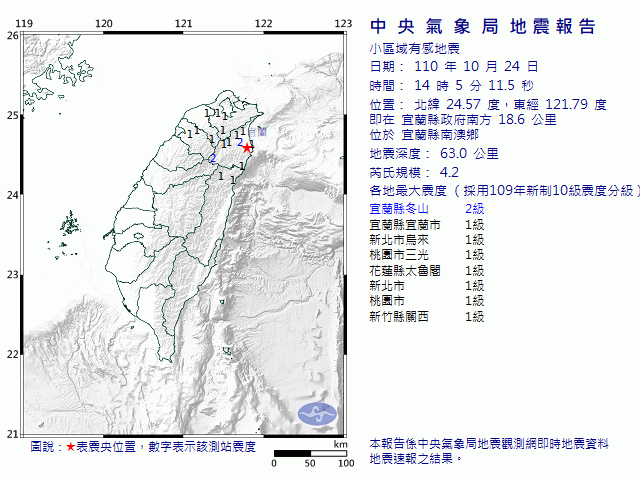 119 120 121 122 123
26
25
24
23
22
21
宜蘭
1 1 1
1 1 1 1 1
1 1 1 2 1
2
1
1 1
圖說：★表震央位置，數字表示該測站震度
km
0 50 100
中央氣象局地震報告
小區域有感地震
日期： 110 年 10 月 24 日
時間： 14 時 5 分 11.5 秒
位置： 北緯 24.57 度，東經 121.79 度
即在 宜蘭縣政府南方 18.6 公里
位於 宜蘭縣南澳鄉
地震深度： 63.0 公里
芮氏規模： 4.2
各地最大震度（採用109年新制10級震度分級）
宜蘭縣冬山 2級
宜蘭縣宜蘭市 1級
新北市烏來 1級
桃園市三光 1級
花蓮縣太魯閣 1級
新北市 1級
桃園市 1級
新竹縣關西 1級
本報告係中央氣象局地震觀測網即時地震資料
地震速報之結果。